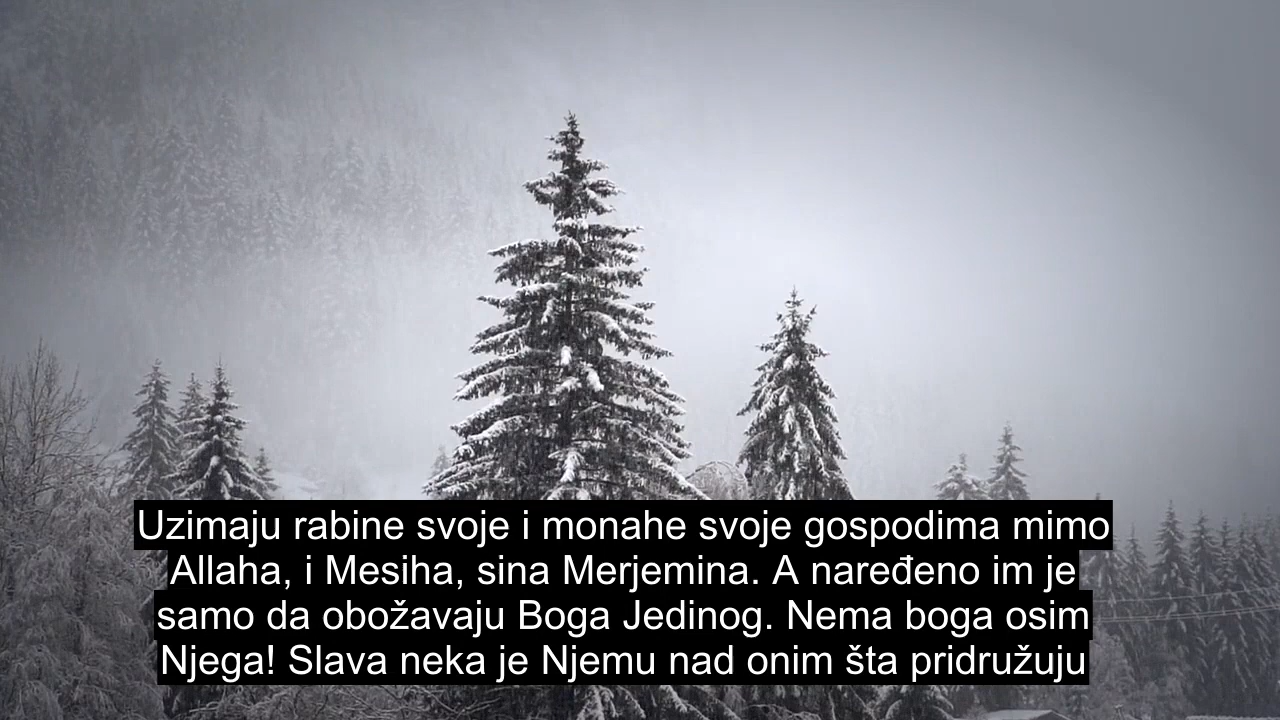 Uzimaju rabine svoje i monahe svoje gospodima mimo
Allaha, i Mesiha, sina Merjemina. A naređeno im je
samo da obožavaju Boga Jedinog. Nema boga osim
Njega! Slava neka je Njemu nad onim šta pridružuju